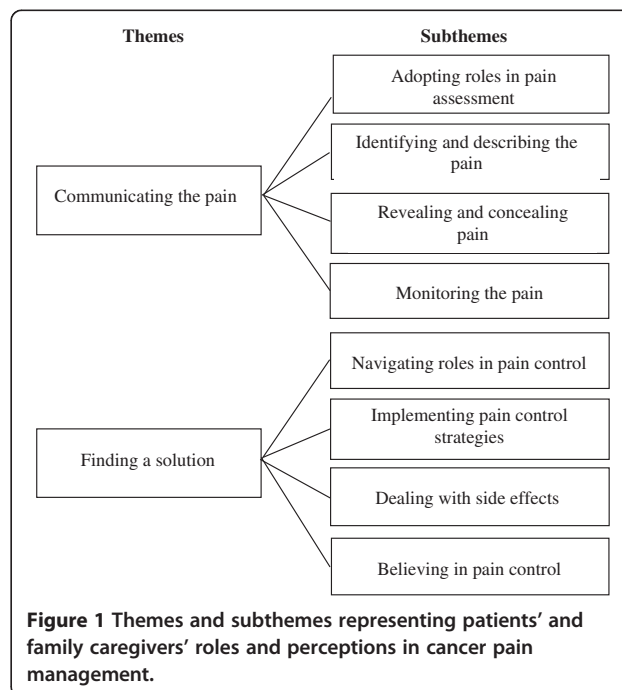 Themes Subthemes
Adopting roles in pain
assessment
Identifying and describing the
pain
Communicating the pain
Revealing and concealing
pain
Monitoring the pain
Navigating roles in pain control
Implementing pain control
strategies
Finding a solution
Dealing with side effects
Believing in pain control
Figure 1 Themes and subthemes representing patients’ and
family caregivers’ roles and perceptions in cancer pain
management.